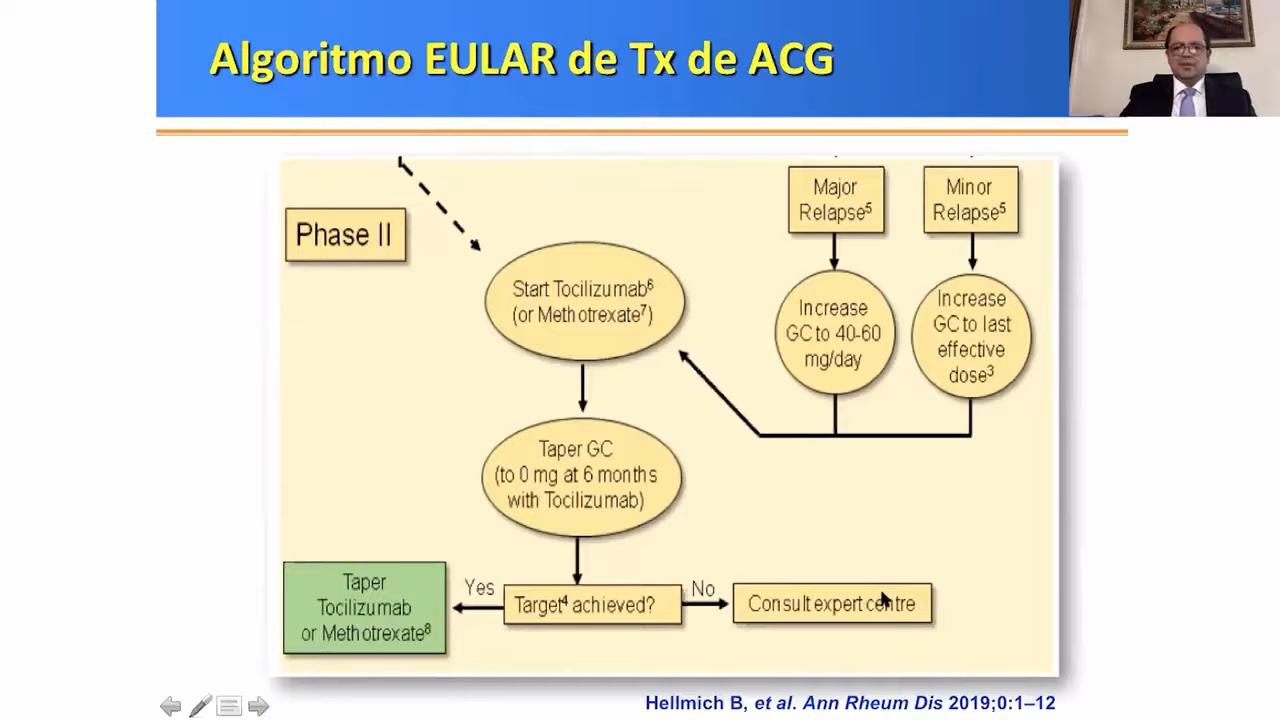 Algoritmo EULAR de Tx de ACG
Phase II
Major
Relapse⁵
Minor
Relapse⁵
Start Tocilizumab⁶
(or Methotrexate⁷)
Increase
GC to 40-60
mg/day
Increase
GC to last
effective
dose³
Taper GC
(to 0 mg at 6 months
with Tocilizumab)
Taper
Tocilizumab
or Methotrexate⁸
Yes
Target⁴ achieved?
No
Consult expert centre
Hellmich B, et al. Ann Rheum Dis 2019;0:1–12